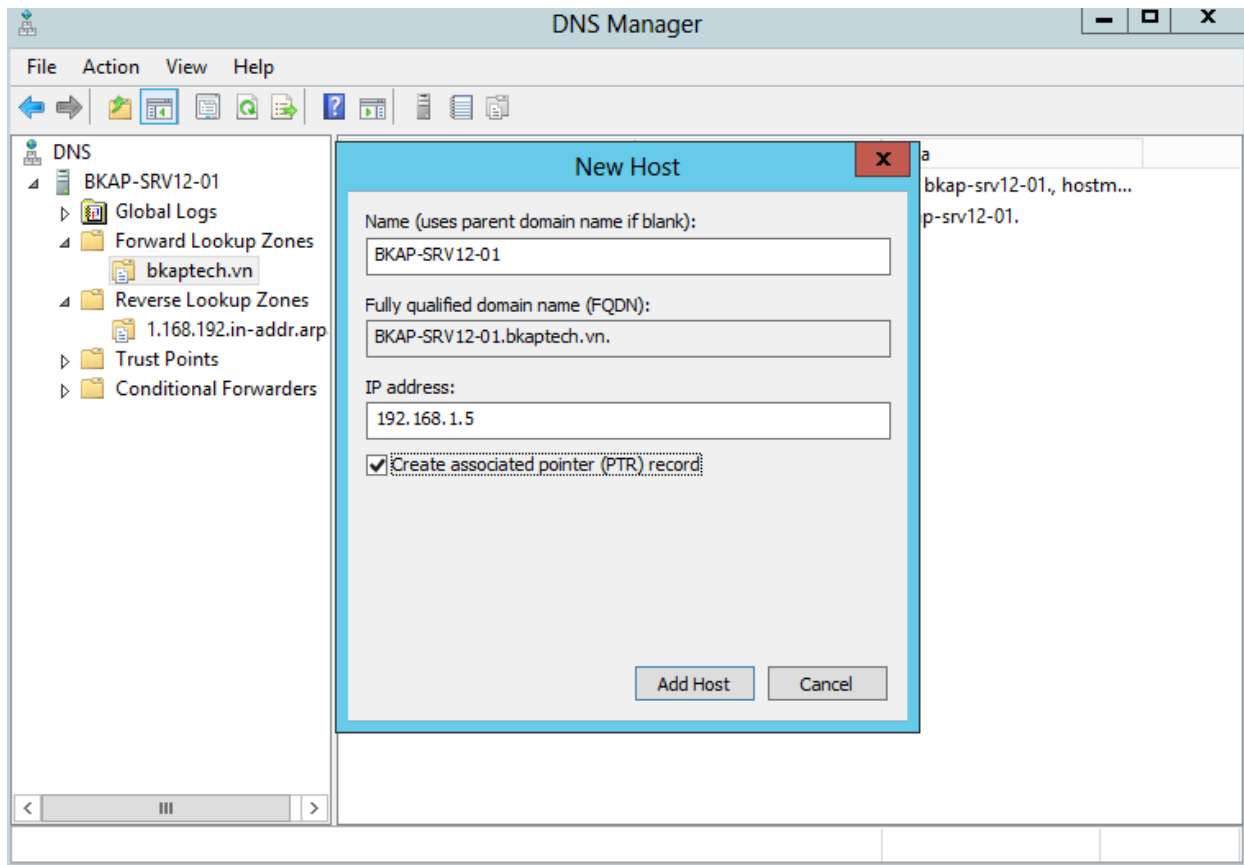 DNS Manager
File Action View Help
DNS
BKAP-SRV12-01
Global Logs
Forward Lookup Zones
bkaptech.vn
Reverse Lookup Zones
1.168.192.in-addr.arp
Trust Points
Conditional Forwarders
New Host
Name (uses parent domain name if blank):
BKAP-SRV12-01
Fully qualified domain name (FQDN):
BKAP-SRV12-01.bkaptech.vn.
IP address:
192.168.1.5
Create associated pointer (PTR) record
Add Host Cancel
a
bkap-srv12-01., hostm...
p-srv12-01.